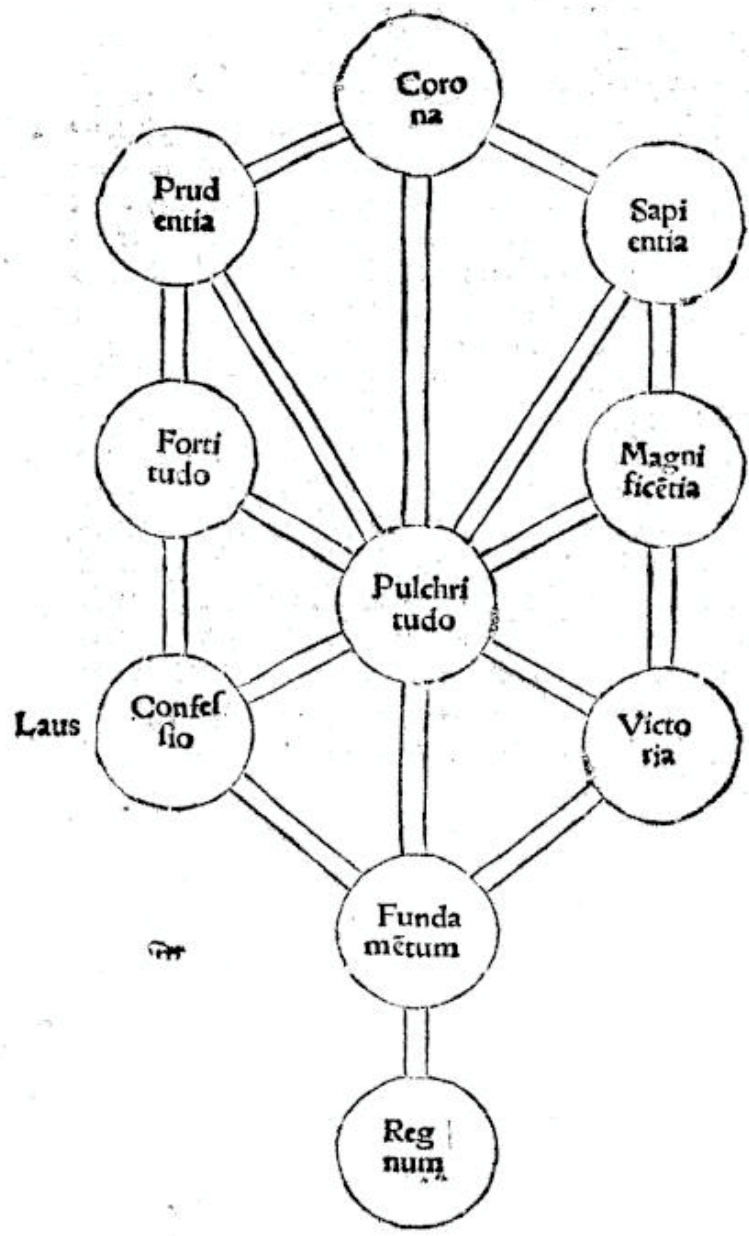 Coro
na
Prud
entia
Sapi
entia
Forti
tudo
Magni
ficētia
Pulchri
tudo
Laus
Confeſ
ſio
Victo
ria
Funda
mētum
Reg
num